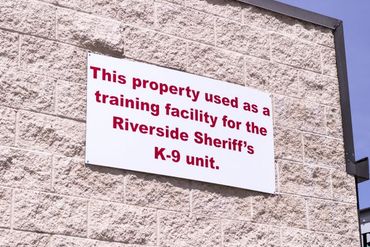 This property used as a
training facility for the
Riverside Sheriff's
K-9 unit.